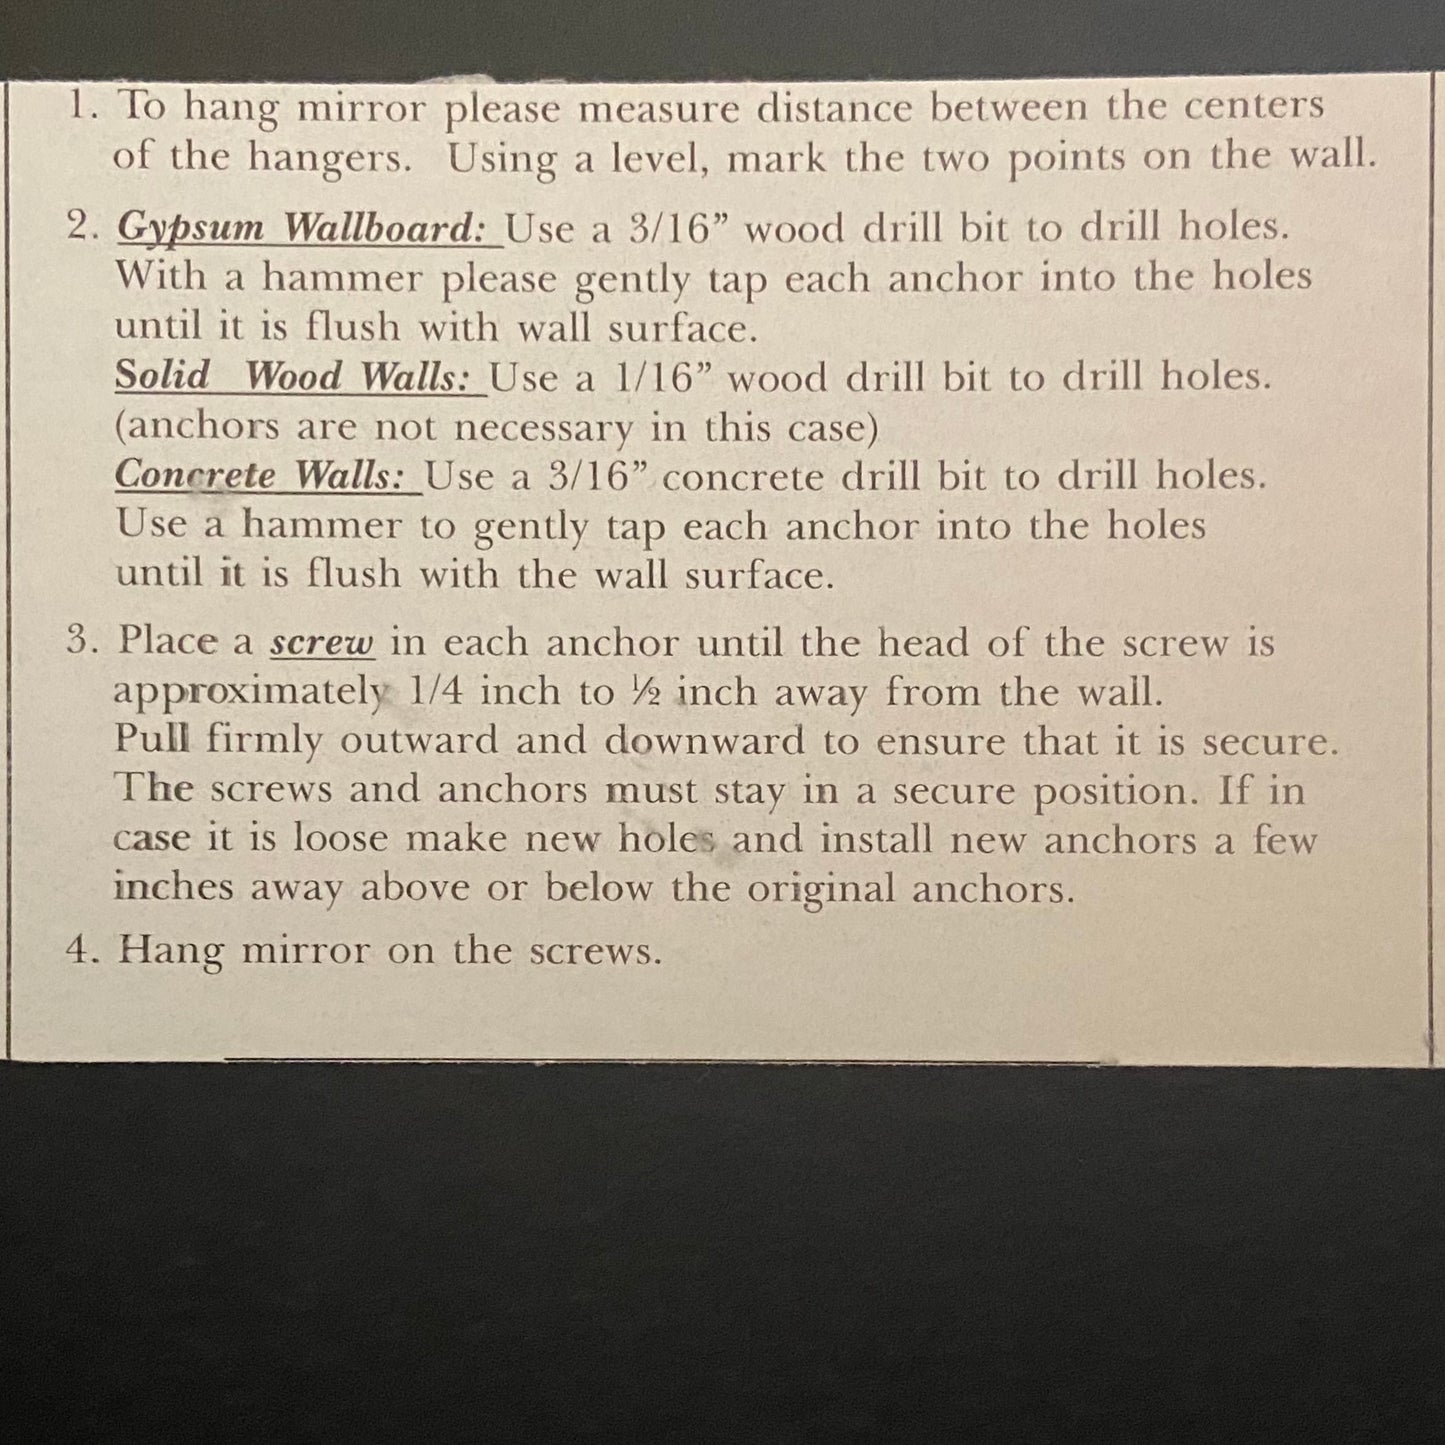 1. To hang mirror please measure distance between the centers
of the hangers. Using a level, mark the two points on the wall.
2. Gypsum Wallboard: Use a 3/16” wood drill bit to drill holes.
With a hammer please gently tap each anchor into the holes
until it is flush with wall surface.
Solid Wood Walls: Use a 1/16” wood drill bit to drill holes.
(anchors are not necessary in this case)
Concrete Walls: Use a 3/16” concrete drill bit to drill holes.
Use a hammer to gently tap each anchor into the holes
until it is flush with the wall surface.
3. Place a screw in each anchor until the head of the screw is
approximately 1/4 inch to ½ inch away from the wall.
Pull firmly outward and downward to ensure that it is secure.
The screws and anchors must stay in a secure position. If in
case it is loose make new holes and install new anchors a few
inches away above or below the original anchors.
4. Hang mirror on the screws.